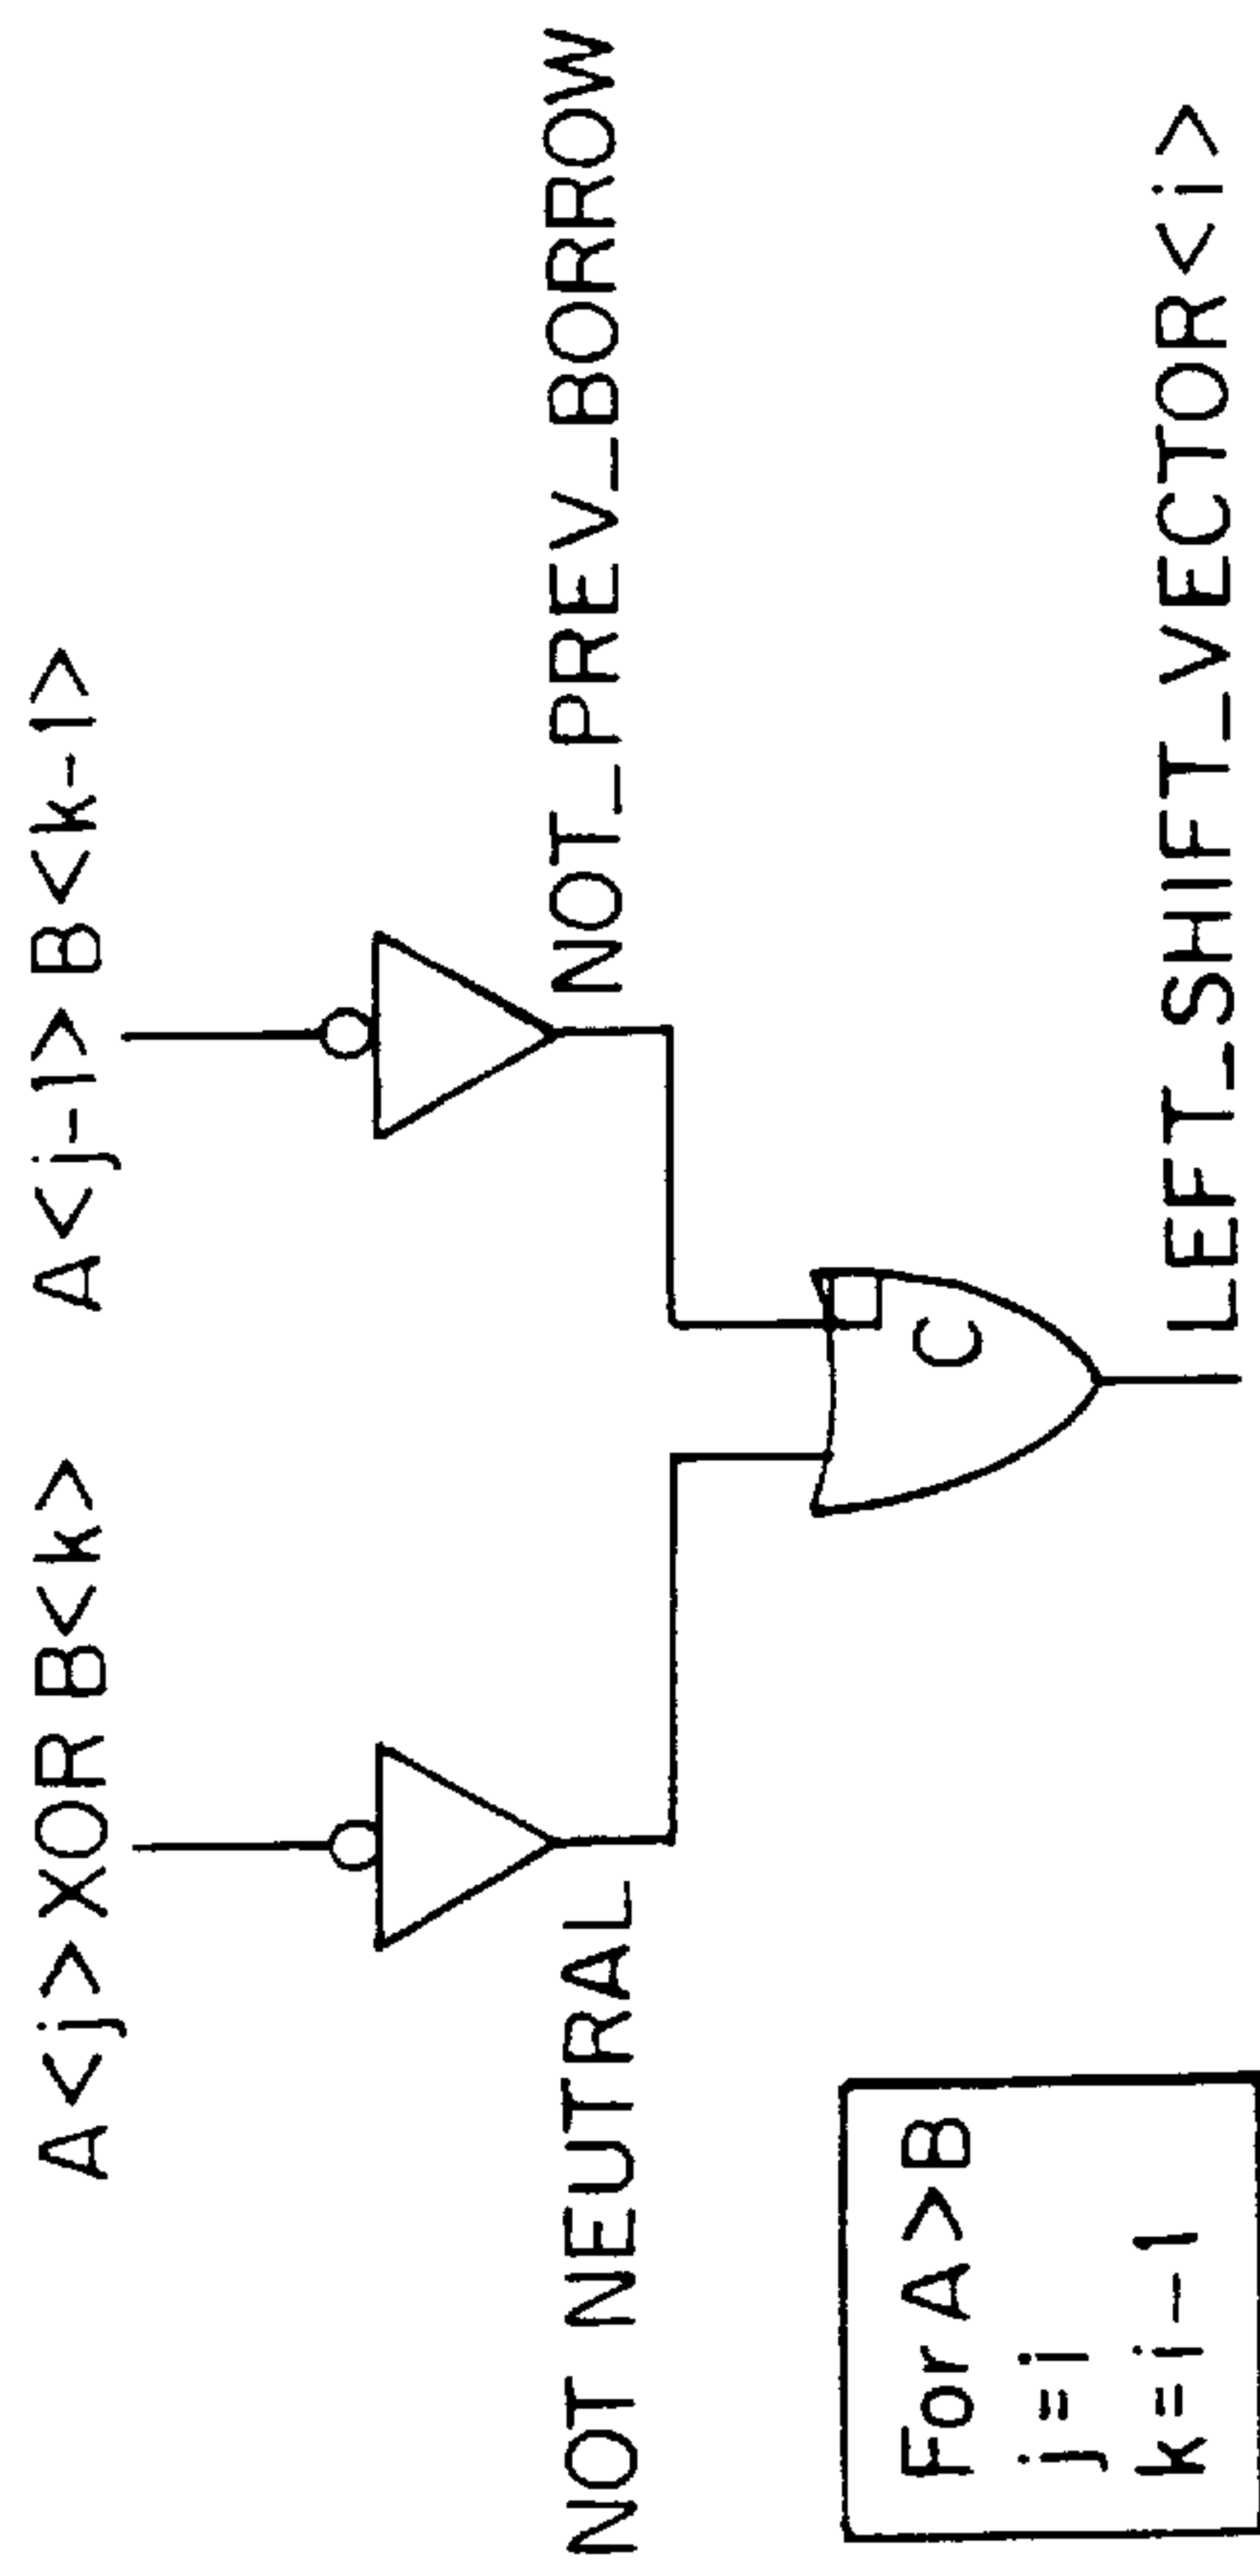 A<j>XOR B<k>
A<j-1>B<k-1>
NOT NEUTRAL
NOT_PREV_BORROW
C
LEFT_SHIFT_VECTOR<i>
For A>B
j=i
k=i-1